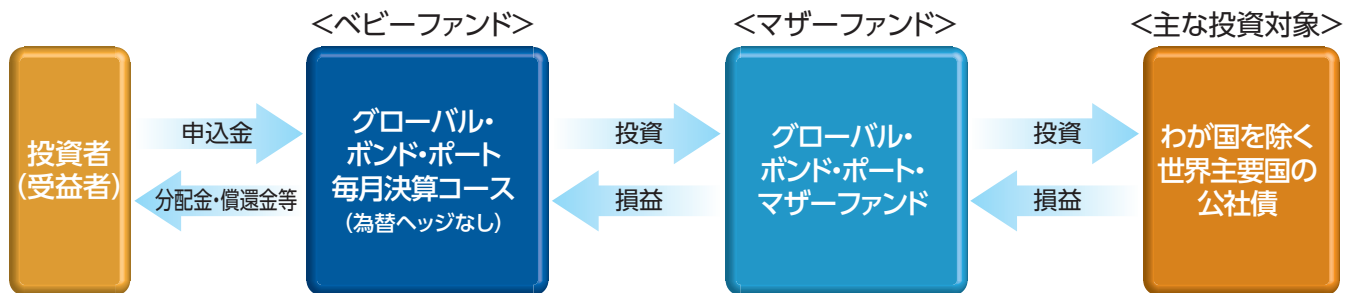 <ベビーファンド>
<マザーファンド>
<主な投資対象>
投資者
(受益者)
申込金
分配金・償還金等
グローバル・
ボンド・ポート
毎月決算コース
(為替ヘッジなし)
投資
損益
グローバル・
ボンド・ポート・
マザーファンド
投資
損益
わが国を除く
世界主要国の
公社債